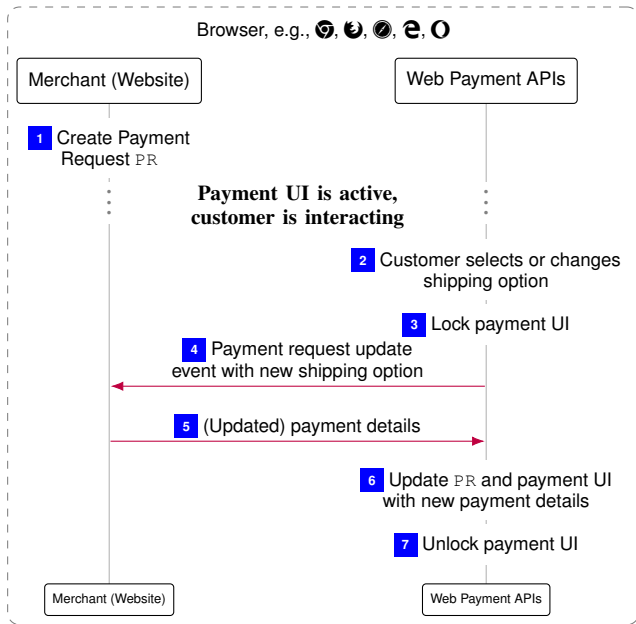 Browser, e.g., , , , ,
Merchant (Website)
Web Payment APIs
1 Create Payment
Request PR
Payment UI is active,
customer is interacting
2 Customer selects or changes
shipping option
3 Lock payment UI
4 Payment request update
event with new shipping option
5 (Updated) payment details
6 Update PR and payment UI
with new payment details
7 Unlock payment UI
Merchant (Website)
Web Payment APIs